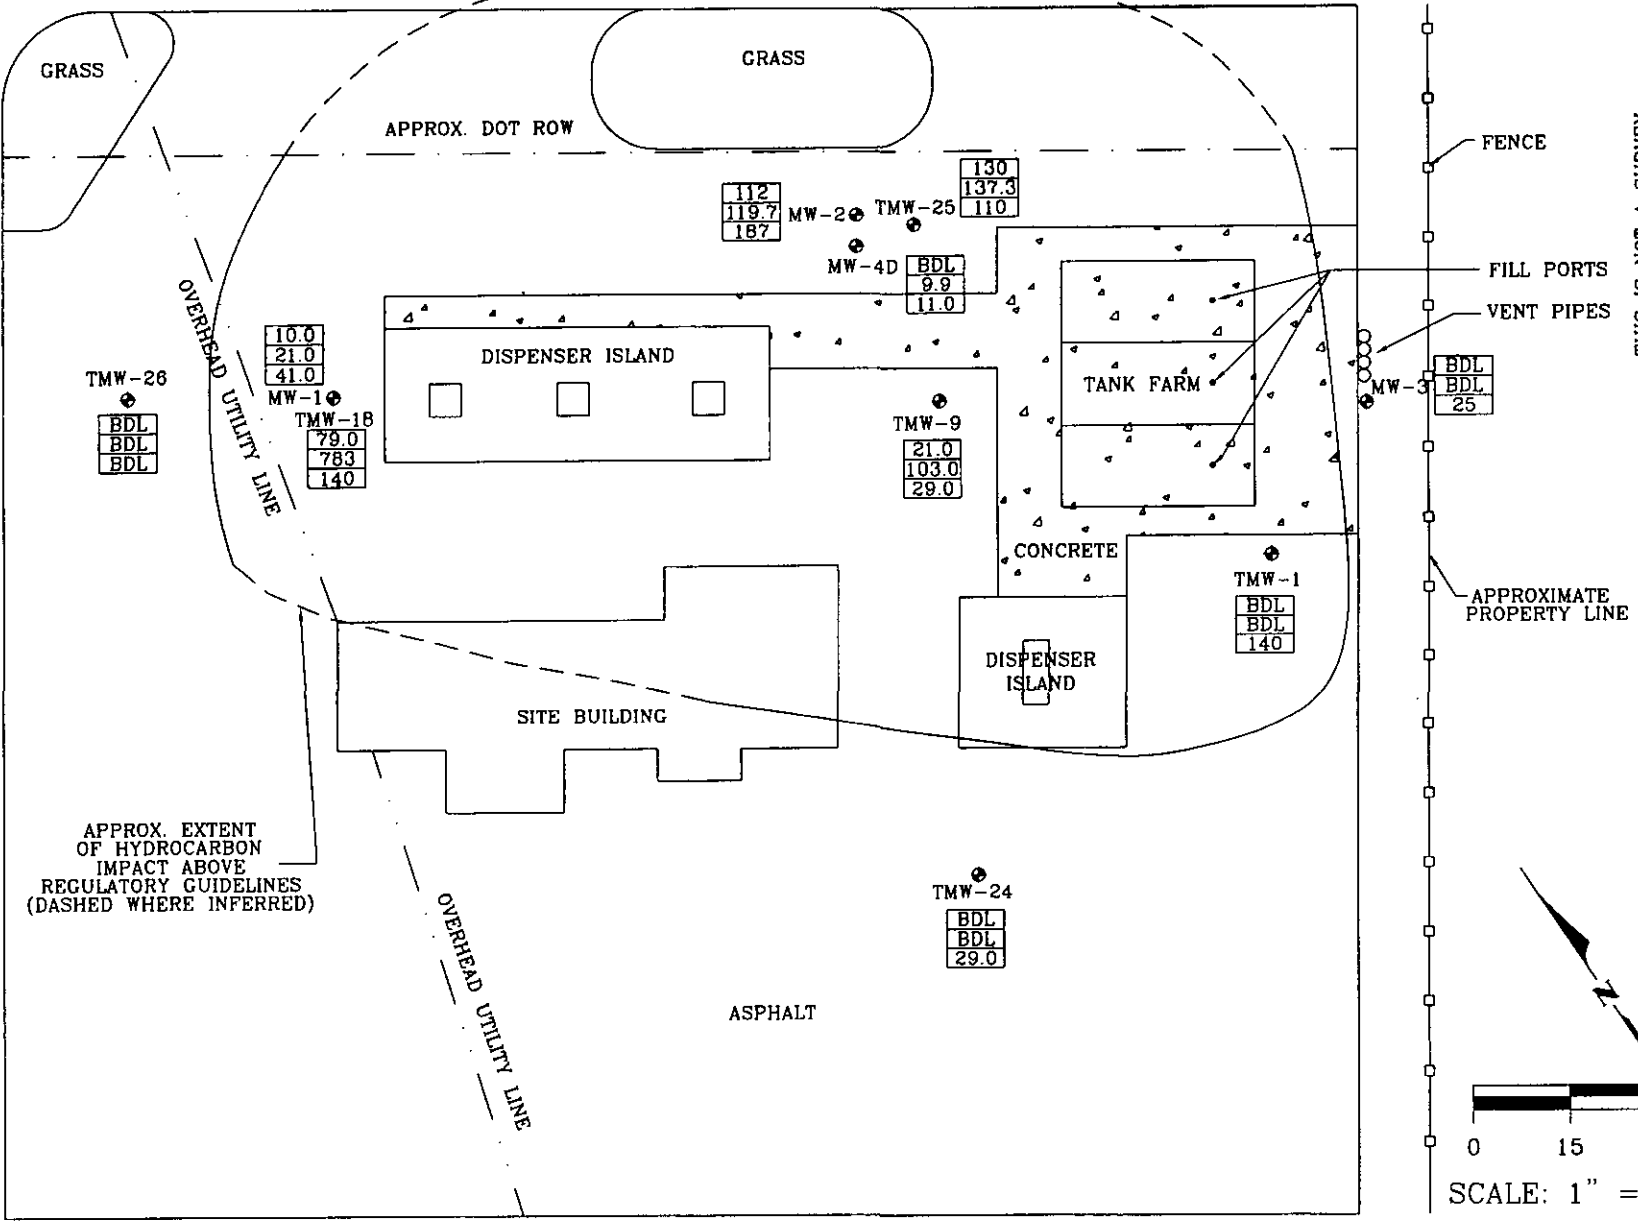 GRASS
GRASS
APPROX. DOT ROW
FENCE
130
137.3
110
112
119.7
187
MW-2
TMW-25
MW-4D
BDL
9.9
11.0
FILL PORTS
VENT PIPES
OVERHEAD UTILITY LINE
10.0
21.0
41.0
MW-1
TMW-18
79.0
783
140
TMW-26
BDL
BDL
BDL
DISPENSER ISLAND
TANK FARM
MW-3
BDL
BDL
25
TMW-9
21.0
103.0
29.0
CONCRETE
TMW-1
BDL
BDL
140
APPROXIMATE
PROPERTY LINE
DISPENSER
ISLAND
SITE BUILDING
APPROX. EXTENT
OF HYDROCARBON
IMPACT ABOVE
REGULATORY GUIDELINES
(DASHED WHERE INFERRED)
OVERHEAD UTILITY LINE
TMW-24
BDL
BDL
29.0
ASPHALT
N
0 15
SCALE: 1" =